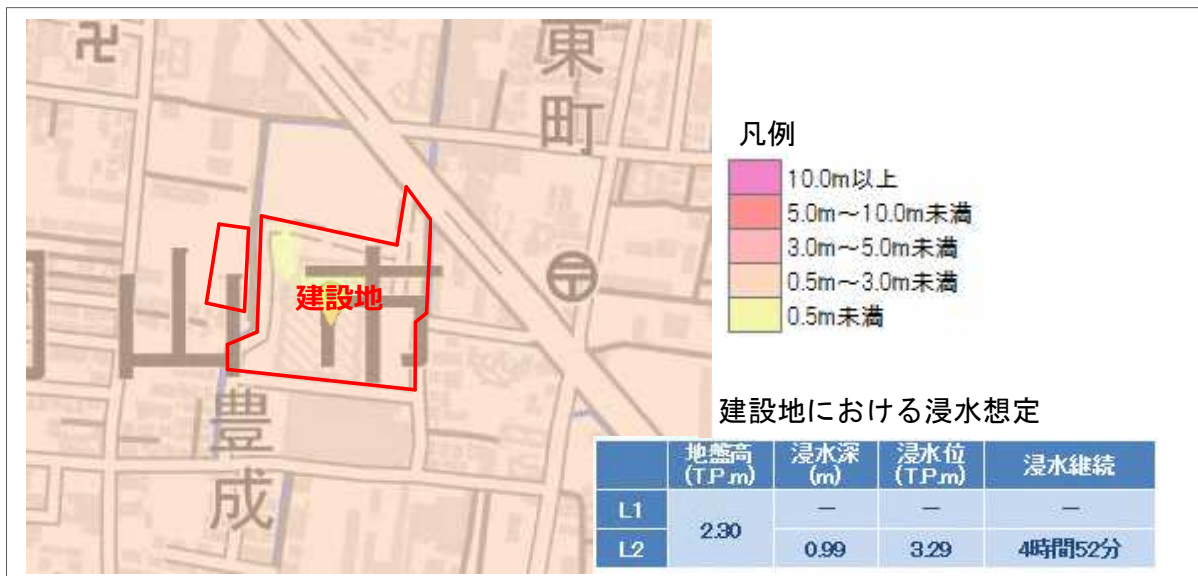 東町
凡例
10.0m以上
5.0m～10.0m未満
3.0m～5.0m未満
0.5m～3.0m未満
0.5m未満
建設地
山市
豊成
建設地における浸水想定
地盤高 (T.P.m) 浸水深 (m) 浸水位 (T.P.m) 浸水継続
L1 2.30 － － －
L2 0.99 3.29 4時間52分